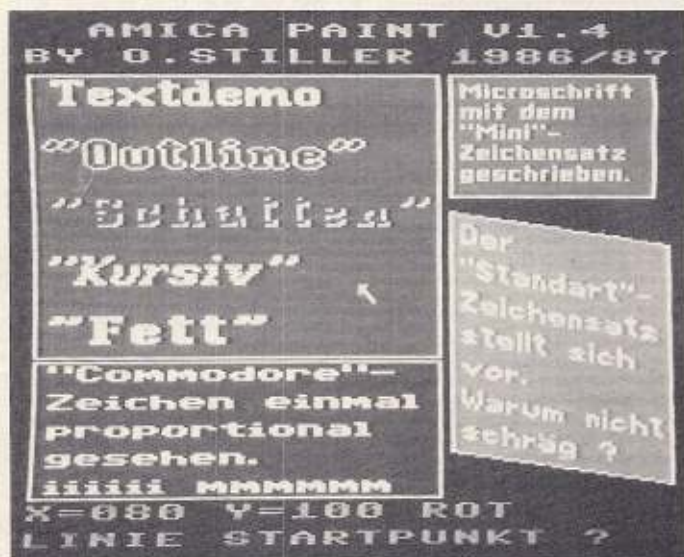 AMICA PAINT V1.4
BY O.STILLER 1986/87
Textdemo
"Outline"
"Schatten"
"Kursiv"
"Fett"
"Commodore"-
Zeichen einmal
proportional
gesehen.
iiiiii MMMMMM
Microschrift
mit dem
"Mini"-
Zeichensatz
geschrieben.
Der
"Standart"-
Zeichensatz
stellt sich
vor.
Warum nicht
schräg ?
X=080 Y=100 ROT
LINIE STARTPUNKT ?